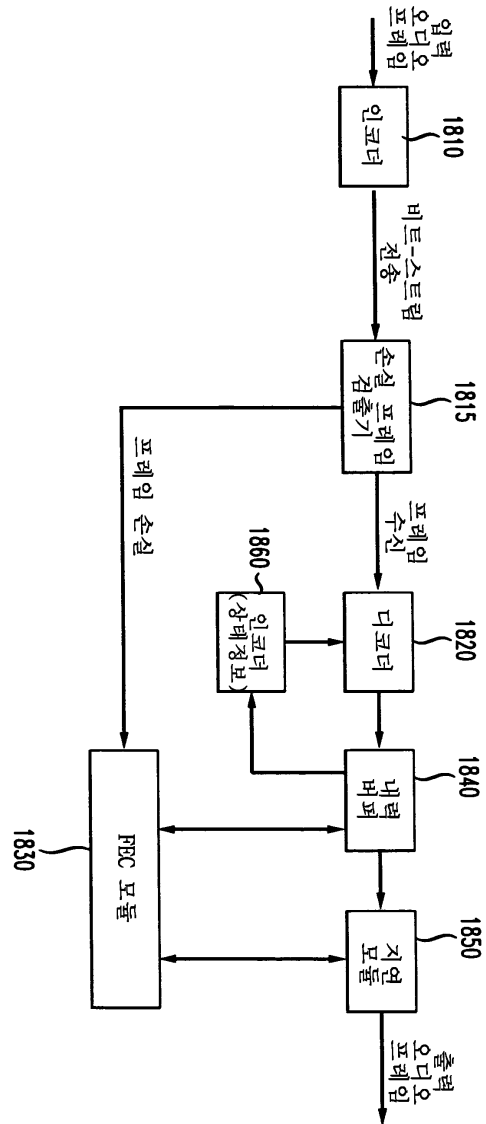 입력
오디오
프레임
1810
인코더
비트-스트림
전송
1815
손실 프레임
검출기
프레임
수신
프레임 손실
1820
디코더
1860
인코더
(상태정보)
1840
내력
버퍼
1850
지연
모듈
출력
오디오
프레임
FEC 모듈
1830